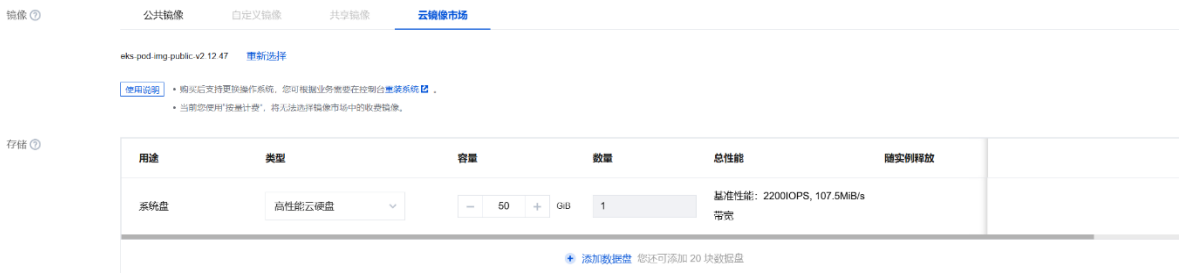 镜像
公共镜像 自定义镜像 共享镜像 云镜像市场
eks-pod-img-public-v2.12.47 重新选择
使用说明 • 购买后支持更换操作系统，您可根据业务需要在控制台重装系统 。
• 当前您使用"按量计费"，将无法选择镜像市场中的收费镜像。
存储
用途 类型 容量 数量 总性能 随实例释放
系统盘 高性能云硬盘 － 50 ＋ GiB 1 基准性能：2200IOPS, 107.5MiB/s
带宽
添加数据盘 您还可添加 20 块数据盘